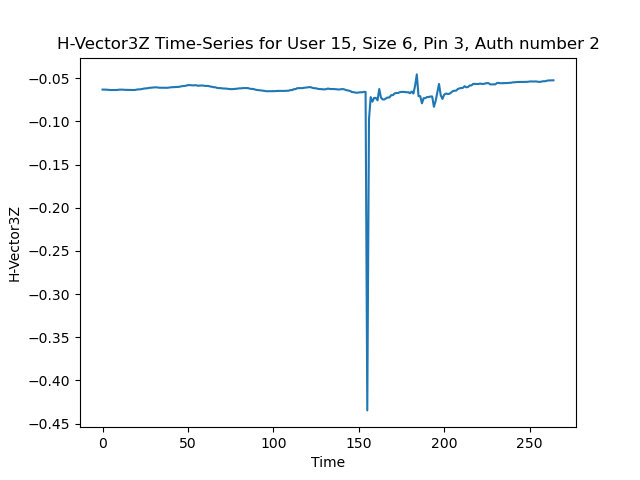 H-Vector3Z Time-Series for User 15, Size 6, Pin 3, Auth number 2
−0.05
−0.10
−0.15
−0.20
−0.25
−0.30
−0.35
−0.40
−0.45
H-Vector3Z
0 50 100 150 200 250
Time